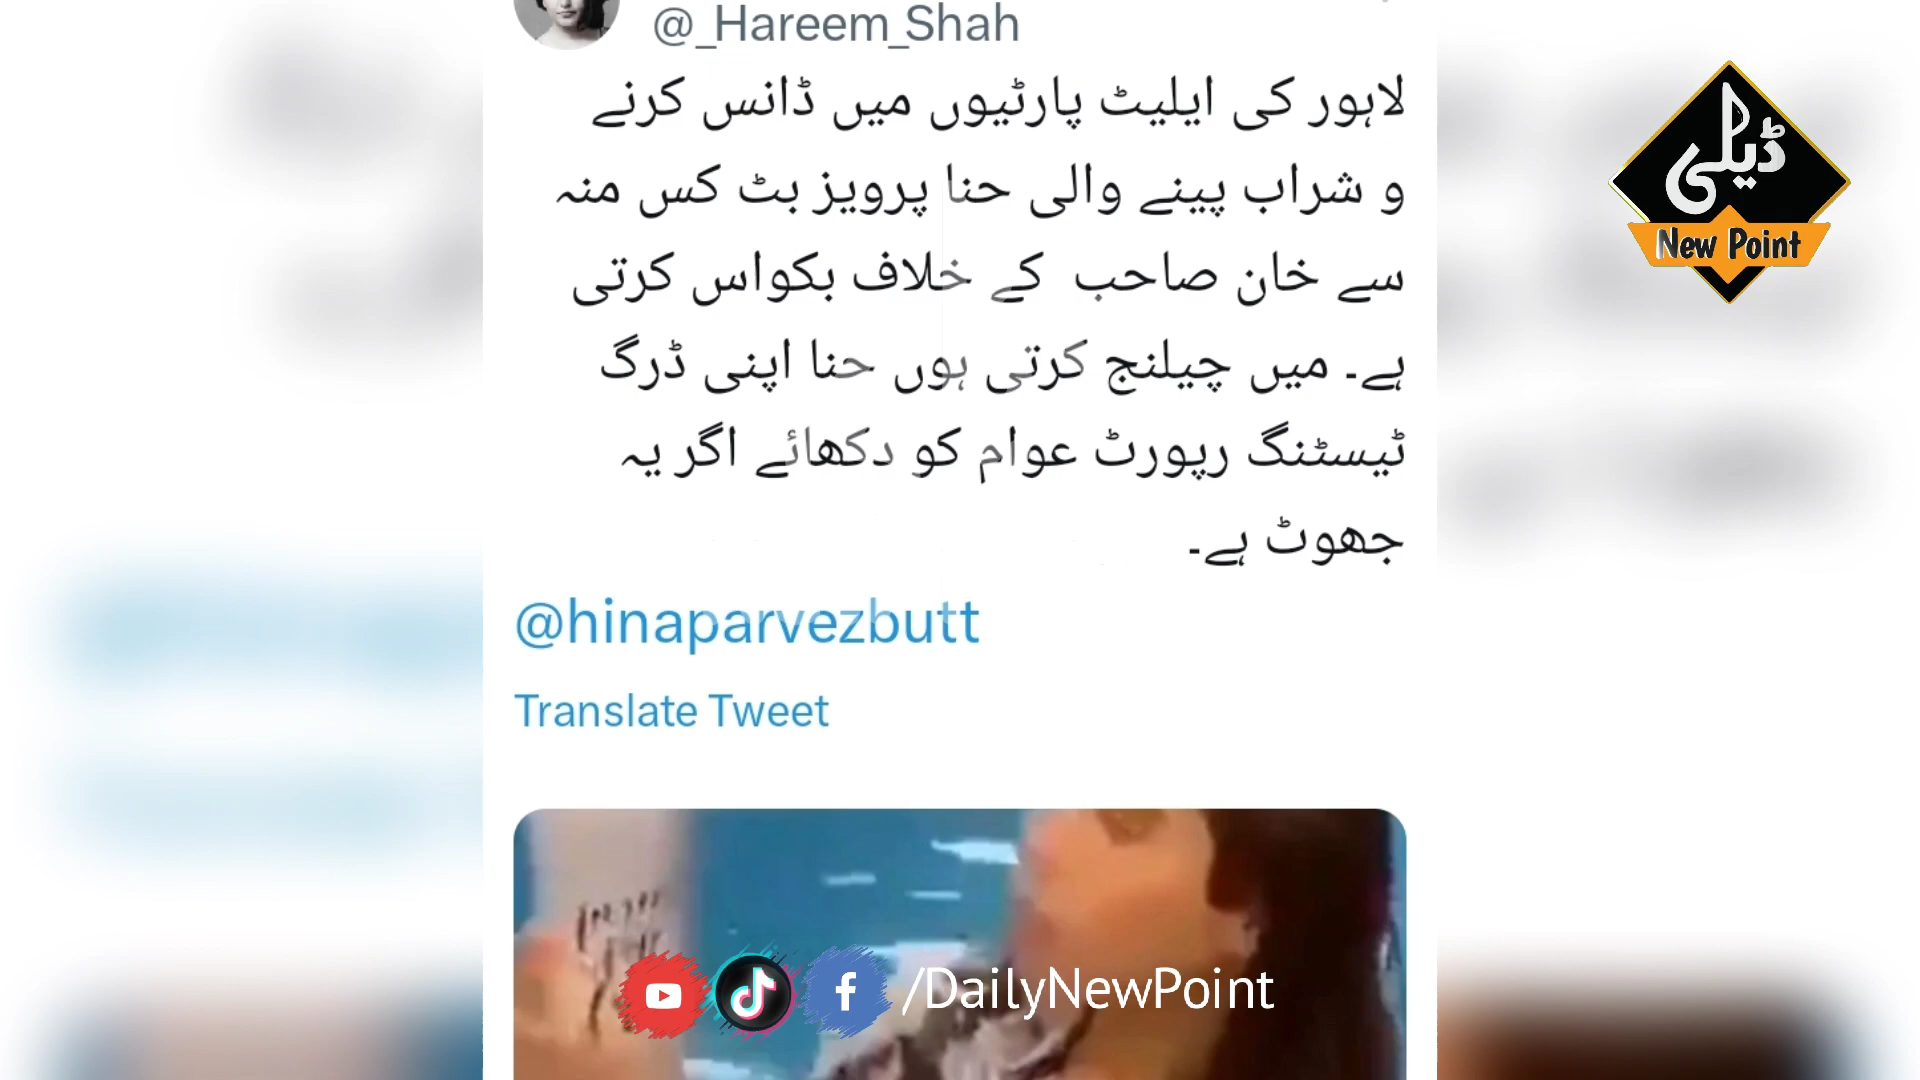 @_Hareem_Shah
لاہور کی ایلیٹ پارٹیوں میں ڈانس کرنے
و شراب پینے والی حنا پرویز بٹ کس منہ
سے خان صاحب کے خلاف بکواس کرتی
ہے۔ میں چیلنج کرتی ہوں حنا اپنی ڈرگ
ٹیسٹنگ رپورٹ عوام کو دکھائے اگر یہ
جھوٹ ہے۔
@hinaparvezbutt
Translate Tweet
ڈیلی
New Point
/DailyNewPoint